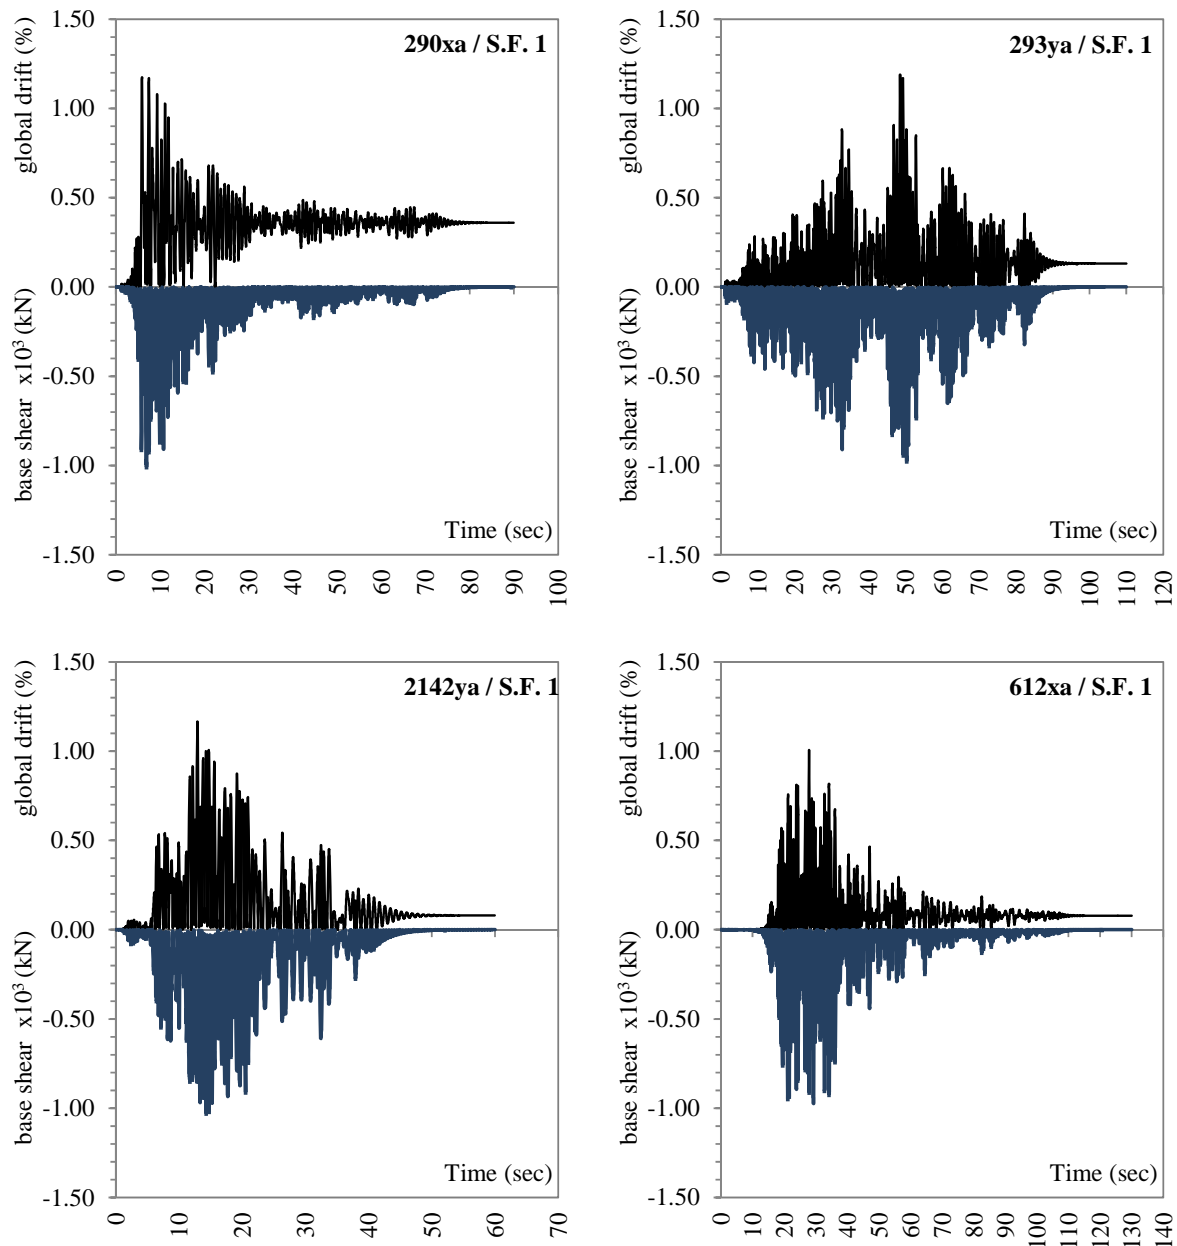 290xa / S.F. 1
global drift (%)
base shear x10³ (kN)
1.50
1.00
0.50
0.00
-0.50
-1.00
-1.50
Time (sec)
0 10 20 30 40 50 60 70 80 90 100
293ya / S.F. 1
global drift (%)
base shear x10³ (kN)
1.50
1.00
0.50
0.00
-0.50
-1.00
-1.50
Time (sec)
0 10 20 30 40 50 60 70 80 90 100 110 120
2142ya / S.F. 1
global drift (%)
base shear x10³ (kN)
1.50
1.00
0.50
0.00
-0.50
-1.00
-1.50
Time (sec)
0 10 20 30 40 50 60 70
612xa / S.F. 1
global drift (%)
base shear x10³ (kN)
1.50
1.00
0.50
0.00
-0.50
-1.00
-1.50
Time (sec)
0 10 20 30 40 50 60 70 80 90 100 110 120 130 140